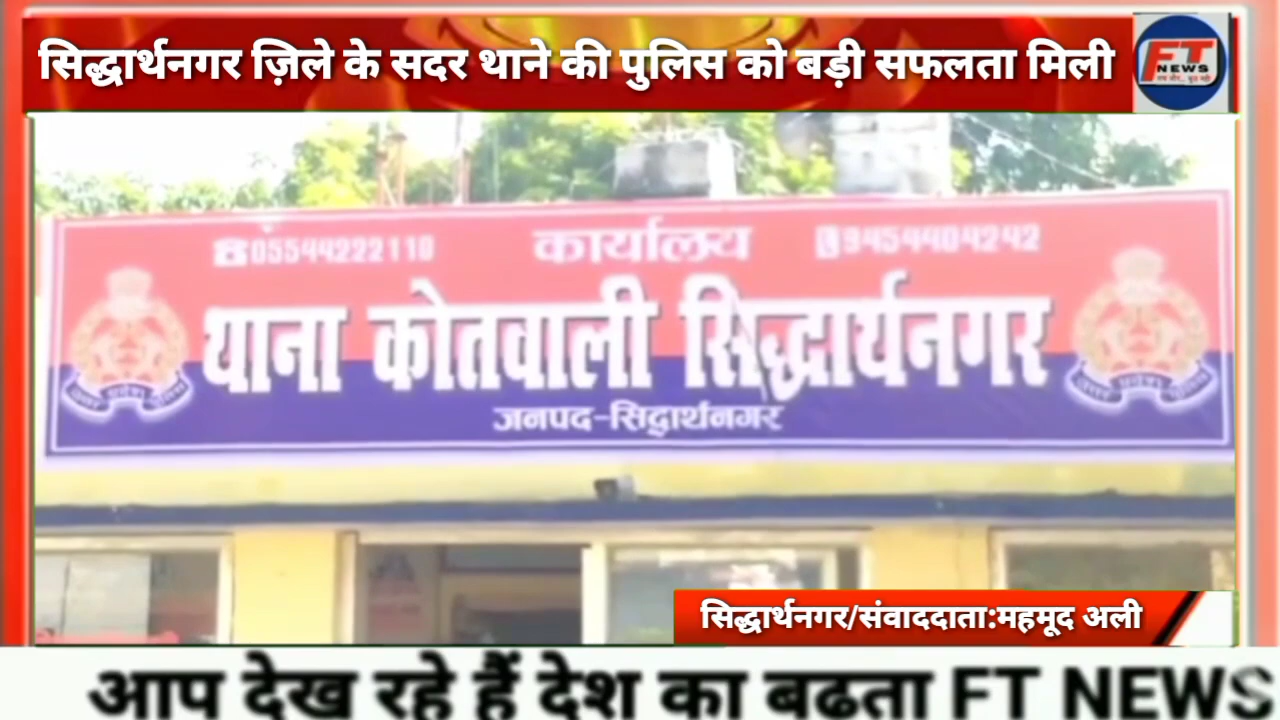 सिद्धार्थनगर ज़िले के सदर थाने की पुलिस को बड़ी सफलता मिली
FT
NEWS
05544222110 कार्यालय 9454404242
थाना कोतवाली सिद्धार्थनगर
जनपद-सिद्धार्थनगर
सिद्धार्थनगर/संवाददाता:महमूद अली
आप देख रहे हैं देश का बढता FT NEWS